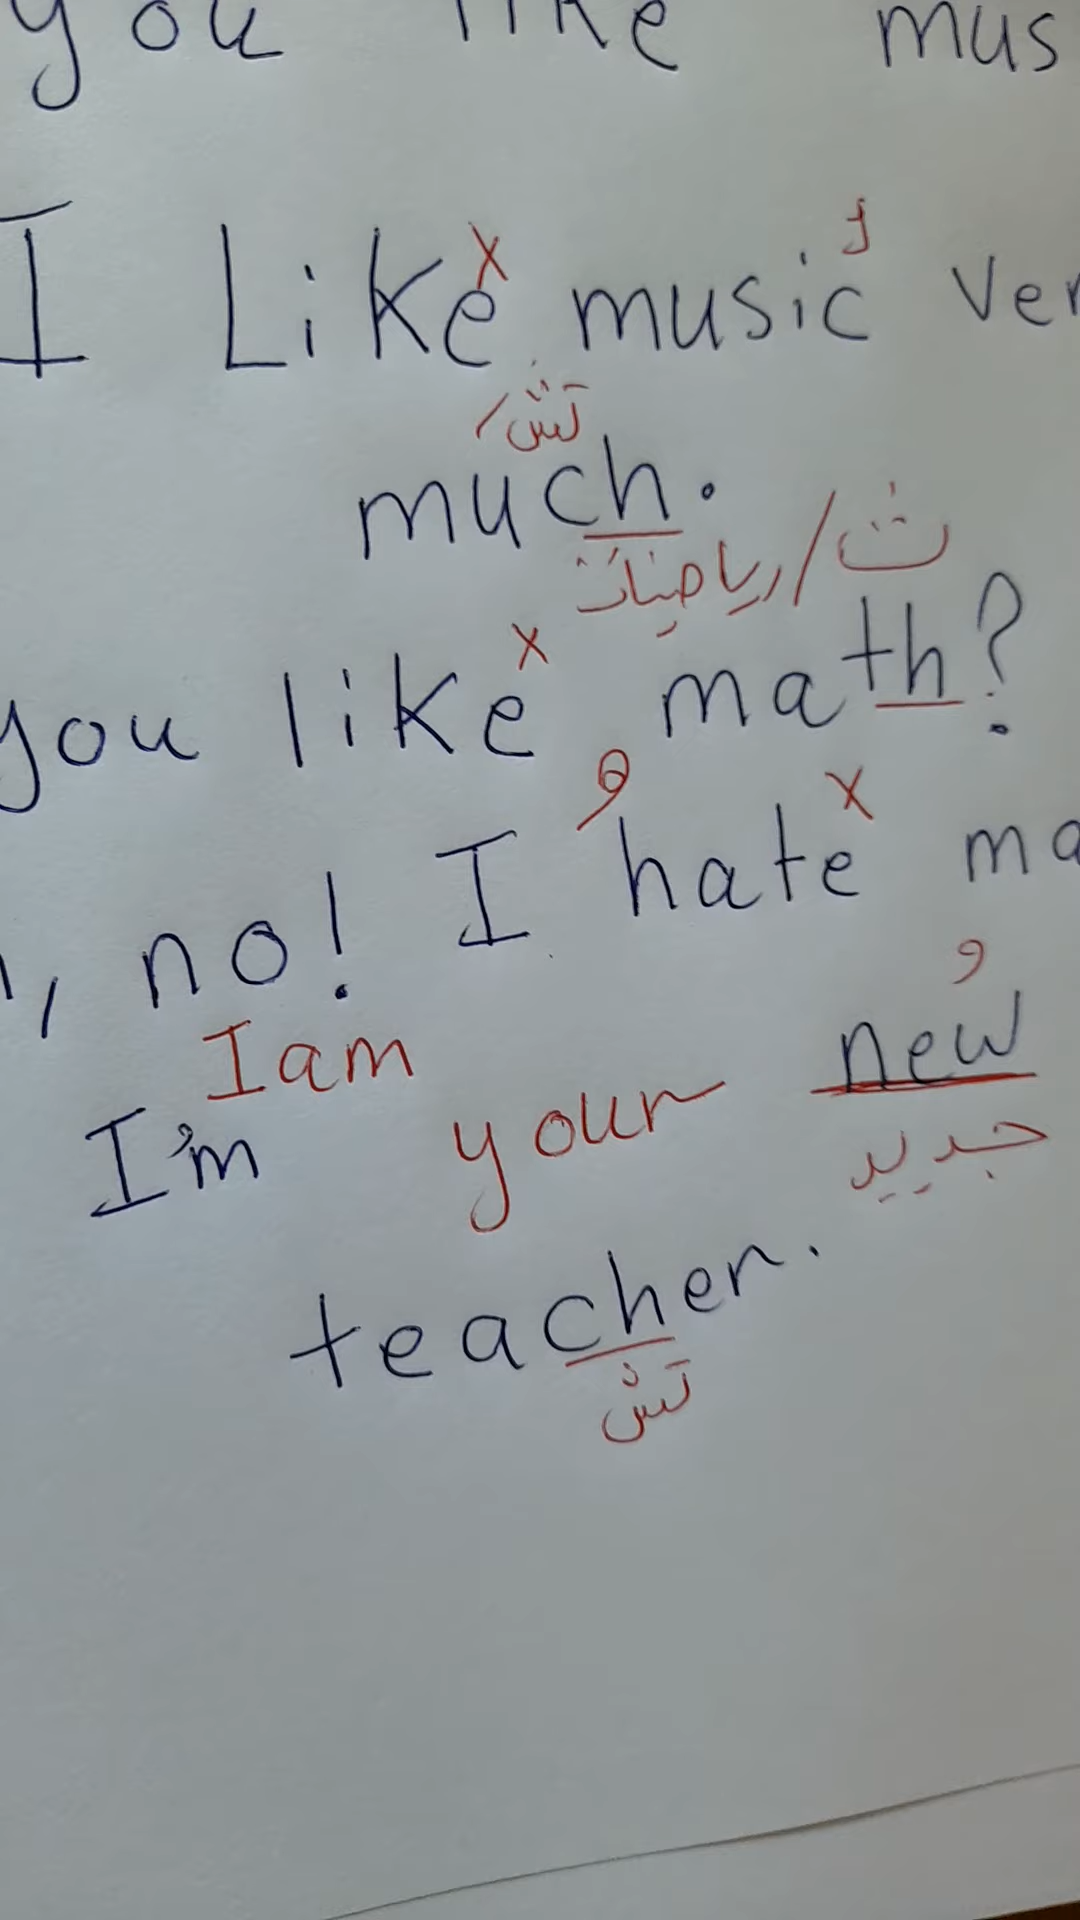 you like mus
x ک
I Like music ver
تش /
much.
ث / رياضيات
x
you like math?
x
, no! I hate ma
I am و
I'm your new
جديد
teacher.
تش